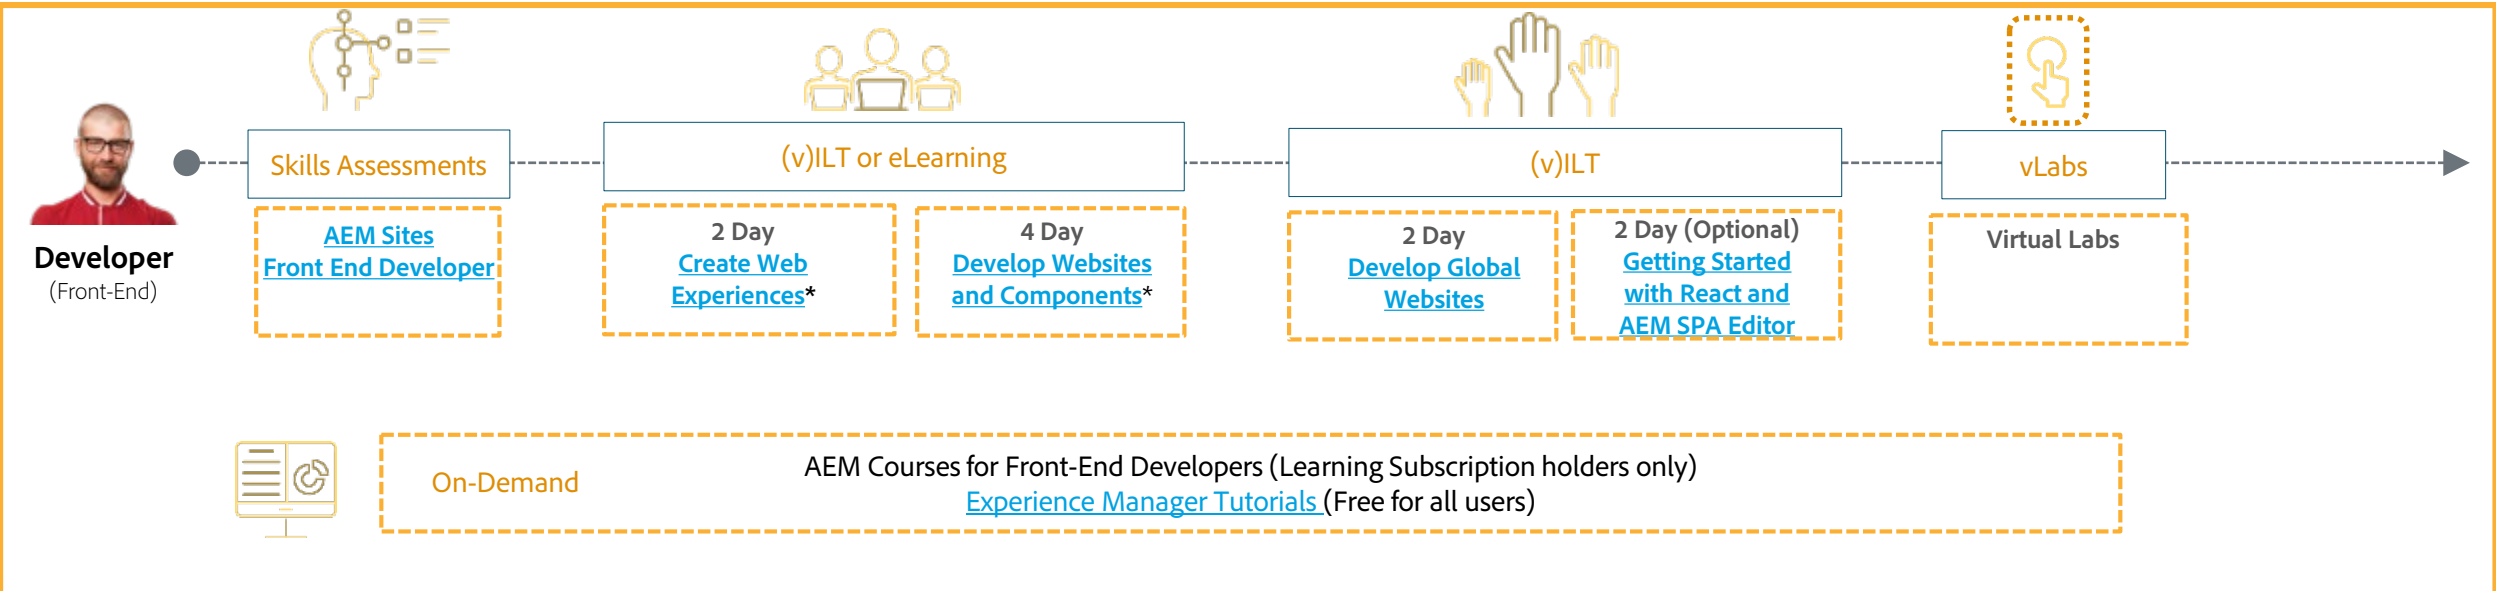 Developer
(Front-End)
Skills Assessments
AEM Sites
Front End Developer
(v)ILT or eLearning
2 Day
Create Web
Experiences*
4 Day
Develop Websites
and Components*
(v)ILT
2 Day
Develop Global
Websites
2 Day (Optional)
Getting Started
with React and
AEM SPA Editor
vLabs
Virtual Labs
On-Demand
AEM Courses for Front-End Developers (Learning Subscription holders only)
Experience Manager Tutorials (Free for all users)